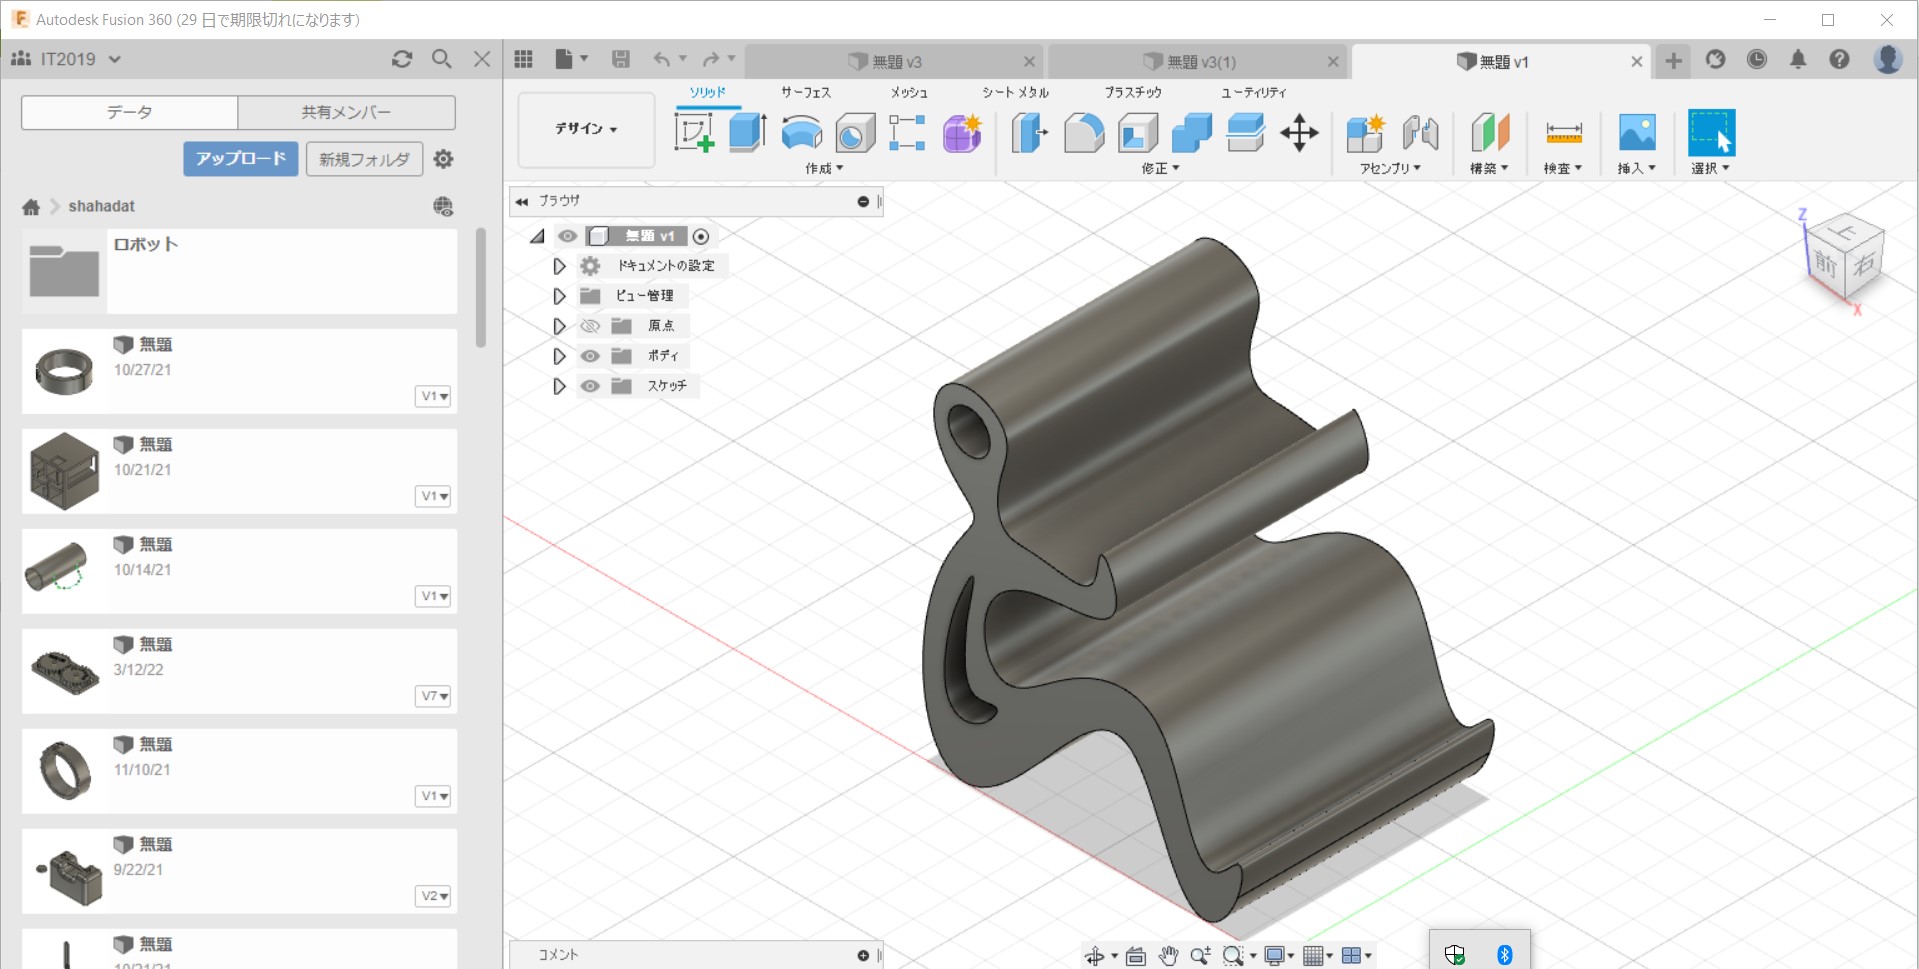 Autodesk Fusion 360 (29 日で期限切れになります)
IT2019
無題 v3
無題 v3(1)
無題 v1
データ
共有メンバー
アップロード
新規フォルダ
shahadat
ロボット
無題
10/27/21
V1
無題
10/21/21
V1
無題
10/14/21
V1
無題
3/12/22
V7
無題
11/10/21
V1
無題
9/22/21
V2
無題
10/21/21
デザイン
ソリッド
サーフェス
メッシュ
シート メタル
プラスチック
ユーティリティ
作成
修正
アセンブリ
構築
検査
挿入
選択
ブラウザ
無題 v1
ドキュメントの設定
ビュー管理
原点
ボディ
スケッチ
Z
上
前
右
X
コメント